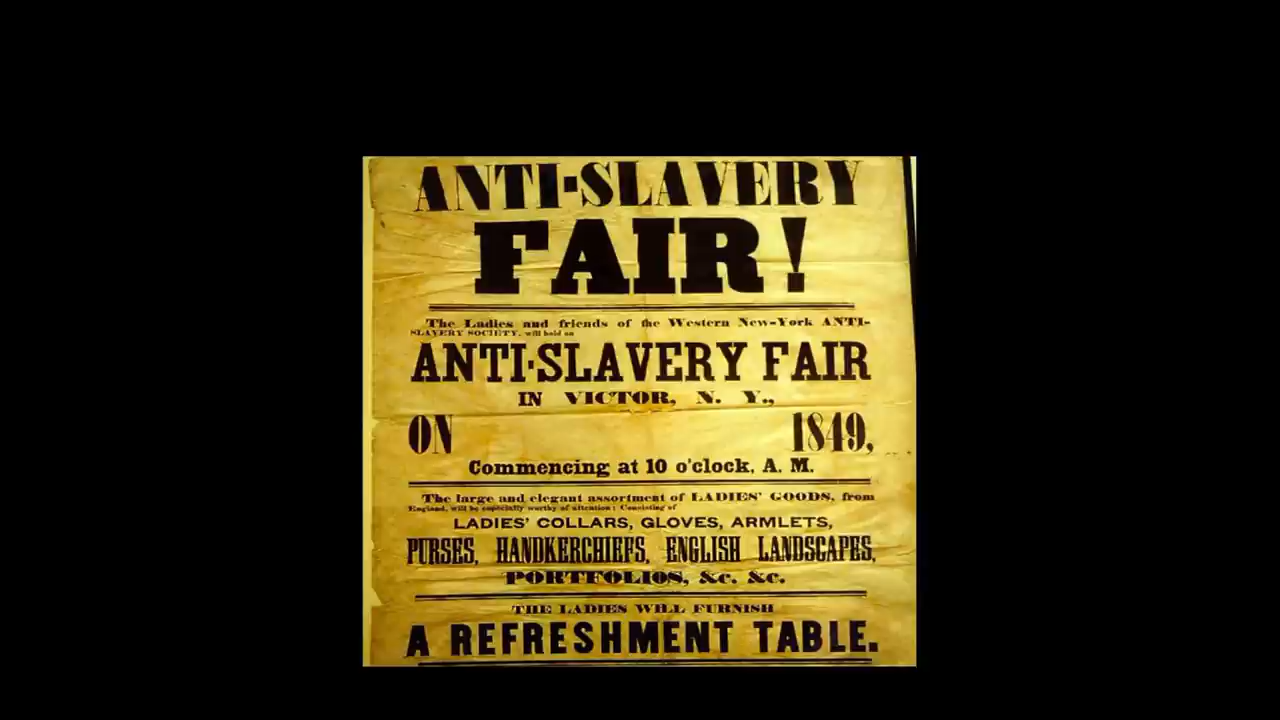 ANTI-SLAVERY
FAIR!
The Ladies and friends of the Western New-York ANTI-
SLAVERY SOCIETY, will hold an
ANTI-SLAVERY FAIR
IN VICTOR, N. Y.,
ON 1849,
Commencing at 10 o'clock, A. M.
The large and elegant assortment of LADIES' GOODS, from
England, will be especially worthy of attention; Consisting of
LADIES' COLLARS, GLOVES, ARMLETS,
PURSES, HANDKERCHIEFS, ENGLISH LANDSCAPES,
PORTFOLIOS, &c. &c.
THE LADIES WILL FURNISH
A REFRESHMENT TABLE.